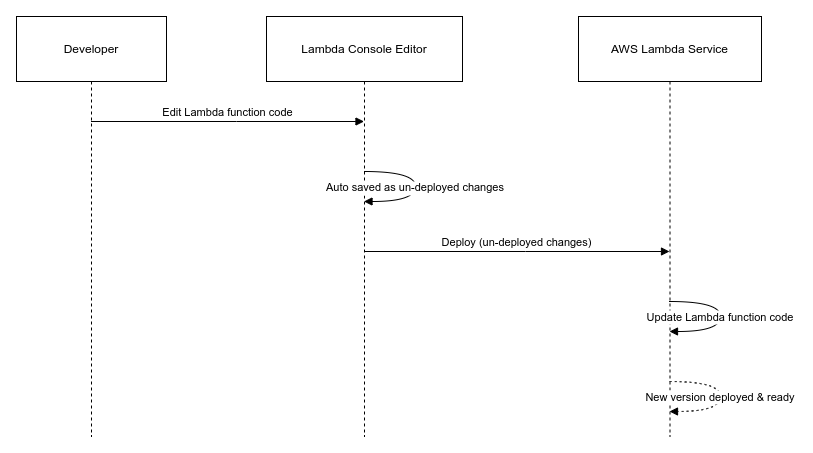 Developer
Lambda Console Editor
AWS Lambda Service
Edit Lambda function code
Auto saved as un-deployed changes
Deploy (un-deployed changes)
Update Lambda function code
New version deployed & ready